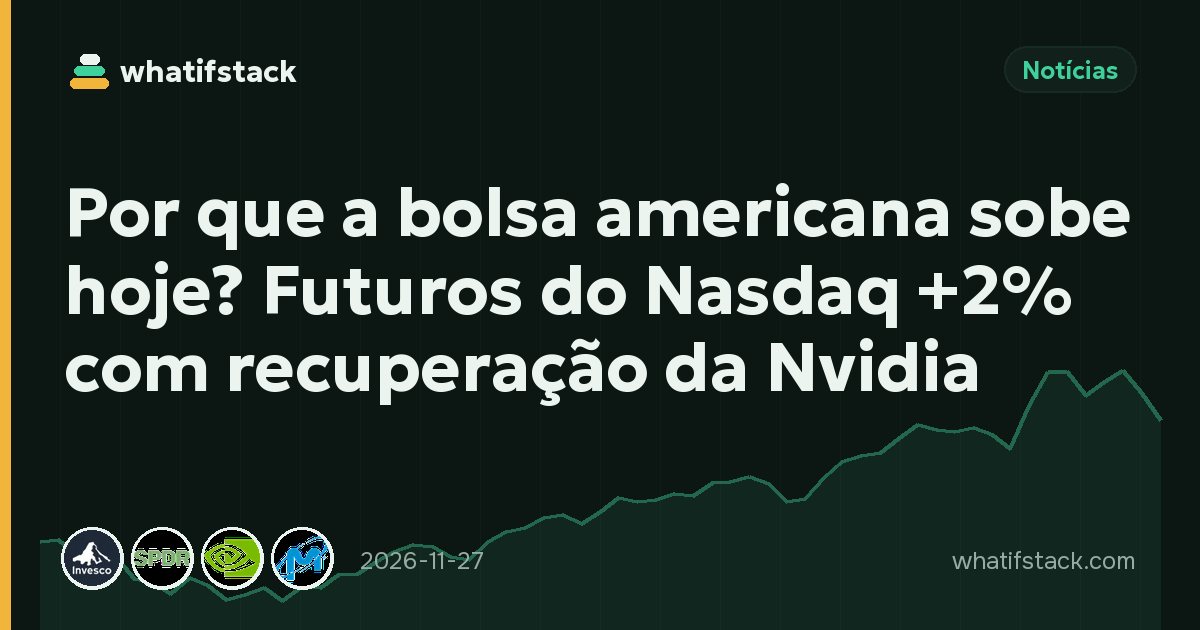 whatifstack
Notícias
Por que a bolsa americana sobe
hoje? Futuros do Nasdaq +2%
com recuperação da Nvidia
Invesco
SPDR
M
2026-11-27
whatifstack.com